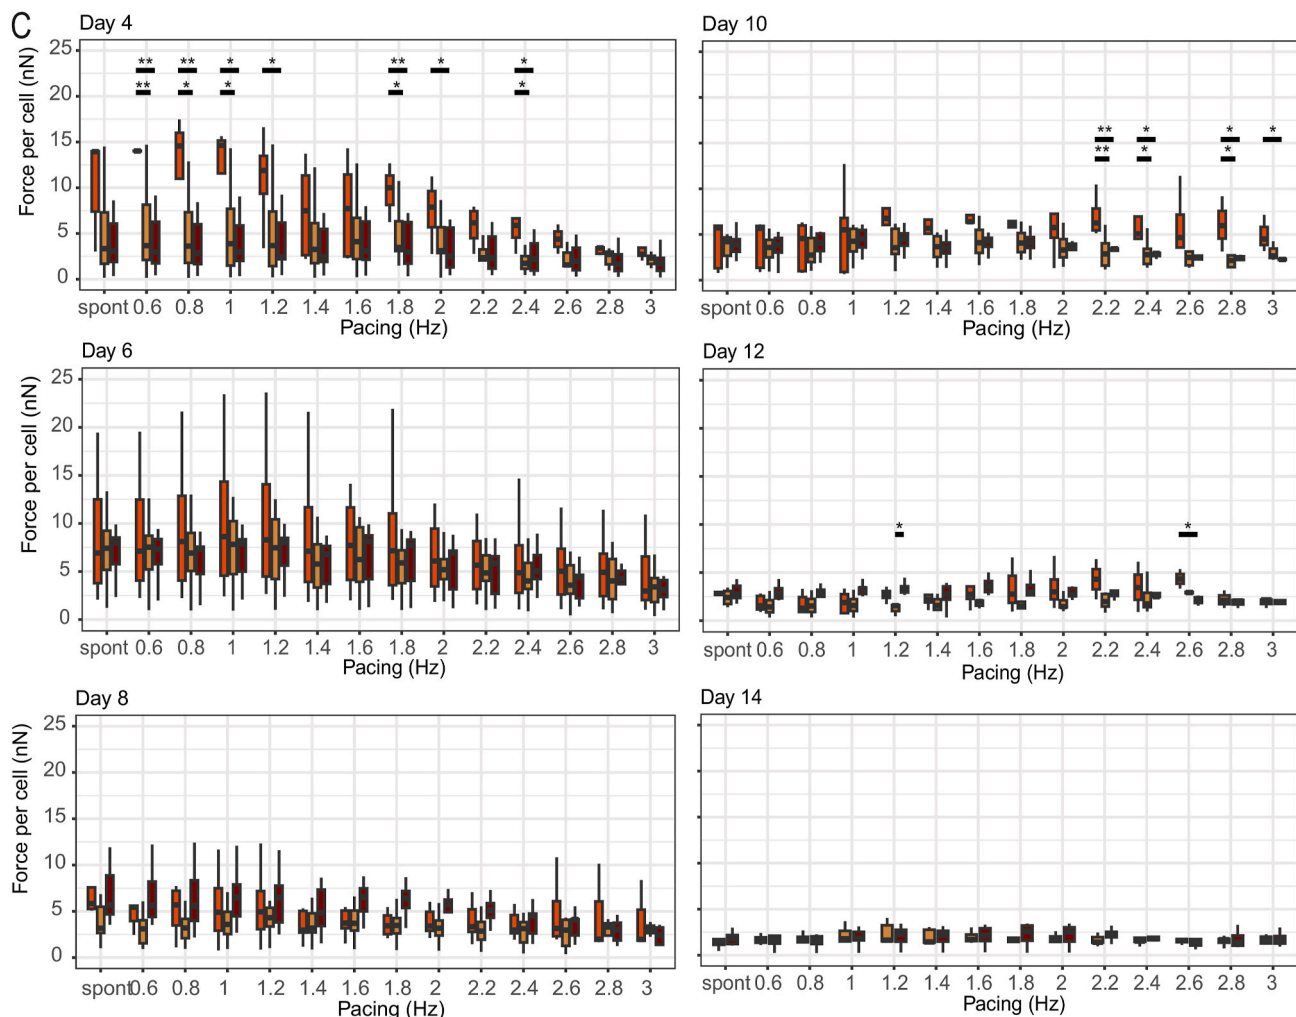 C
Day 4
Force per cell (nN)
25
20
15
10
5
0
** ** * * ** * *
** * * * *
spont 0.6 0.8 1 1.2 1.4 1.6 1.8 2 2.2 2.4 2.6 2.8 3
Pacing (Hz)
Day 10
** * * *
** * *
spont 0.6 0.8 1 1.2 1.4 1.6 1.8 2 2.2 2.4 2.6 2.8 3
Pacing (Hz)
Day 6
Force per cell (nN)
25
20
15
10
5
0
spont 0.6 0.8 1 1.2 1.4 1.6 1.8 2 2.2 2.4 2.6 2.8 3
Pacing (Hz)
Day 12
* *
spont 0.6 0.8 1 1.2 1.4 1.6 1.8 2 2.2 2.4 2.6 2.8 3
Pacing (Hz)
Day 8
Force per cell (nN)
25
20
15
10
5
0
spont 0.6 0.8 1 1.2 1.4 1.6 1.8 2 2.2 2.4 2.6 2.8 3
Pacing (Hz)
Day 14
spont 0.6 0.8 1 1.2 1.4 1.6 1.8 2 2.2 2.4 2.6 2.8 3
Pacing (Hz)